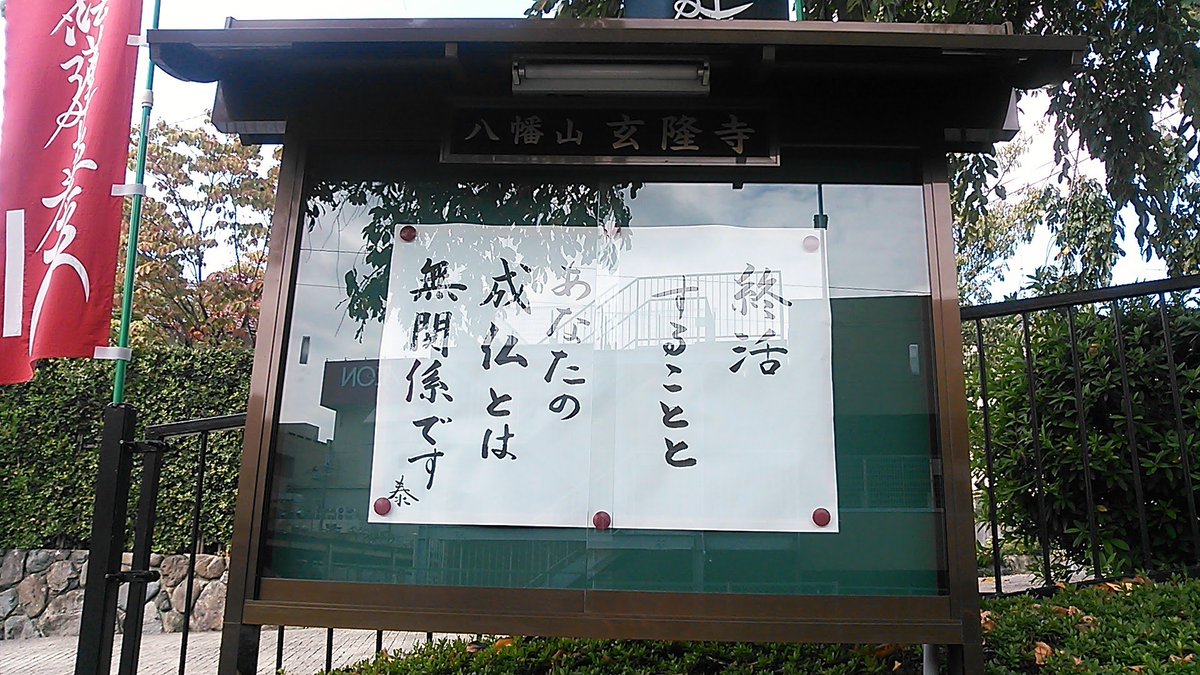 八幡山 玄隆寺
終活
することと
あなたの
成仏とは
無関係です
泰